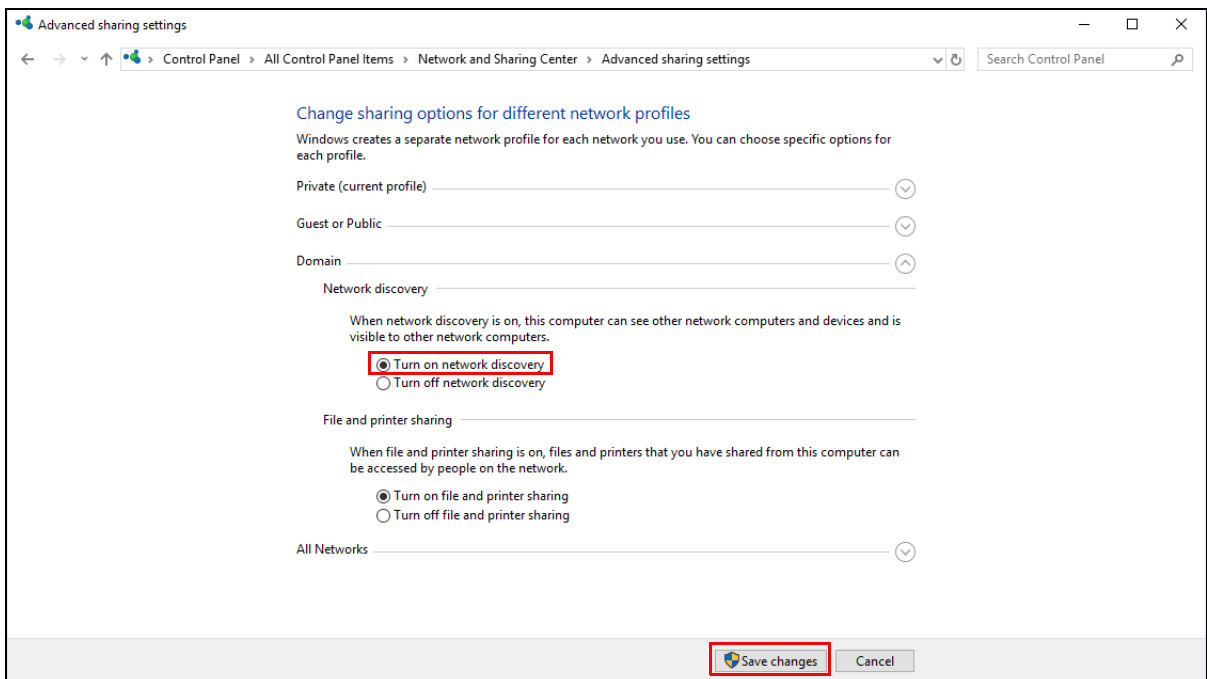 Advanced sharing settings
Control Panel > All Control Panel Items > Network and Sharing Center > Advanced sharing settings
Search Control Panel
Change sharing options for different network profiles
Windows creates a separate network profile for each network you use. You can choose specific options for
each profile.
Private (current profile)
Guest or Public
Domain
Network discovery
When network discovery is on, this computer can see other network computers and devices and is
visible to other network computers.
Turn on network discovery
Turn off network discovery
File and printer sharing
When file and printer sharing is on, files and printers that you have shared from this computer can
be accessed by people on the network.
Turn on file and printer sharing
Turn off file and printer sharing
All Networks
Save changes
Cancel